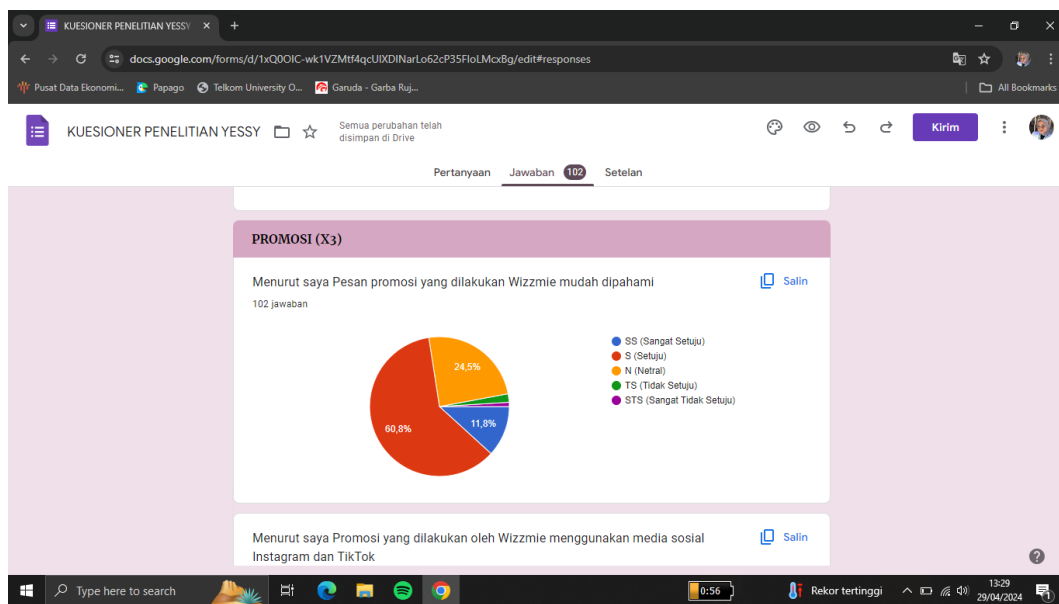 KUESIONER PENELITIAN YESSY
docs.google.com/forms/d/1xQ0OIC-wk1VZMtf4qcUIXDINarLo62cP35FIoLMcxBg/edit#responses
Pusat Data Ekonomi... Papago Telkom University O... Garuda - Garba Ruj... All Bookmarks
KUESIONER PENELITIAN YESSY
Semua perubahan telah
disimpan di Drive
Kirim
Pertanyaan Jawaban 102 Setelan
PROMOSI (X3)
Menurut saya Pesan promosi yang dilakukan Wizzmie mudah dipahami
Salin
102 jawaban
SS (Sangat Setuju)
S (Setuju)
N (Netral)
TS (Tidak Setuju)
STS (Sangat Tidak Setuju)
24,5%
11,8%
60,8%
Menurut saya Promosi yang dilakukan oleh Wizzmie menggunakan media sosial
Instagram dan TikTok
Salin
Type here to search
0:56
Rekor tertinggi
13:29
29/04/2024
1